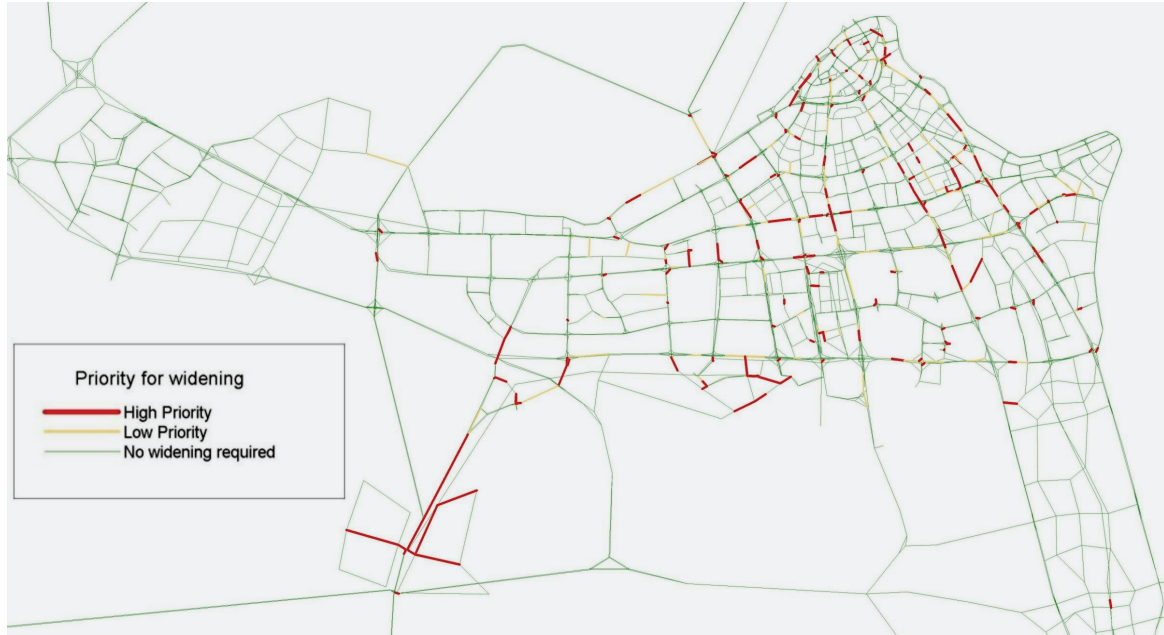 Priority for widening
High Priority
Low Priority
No widening required